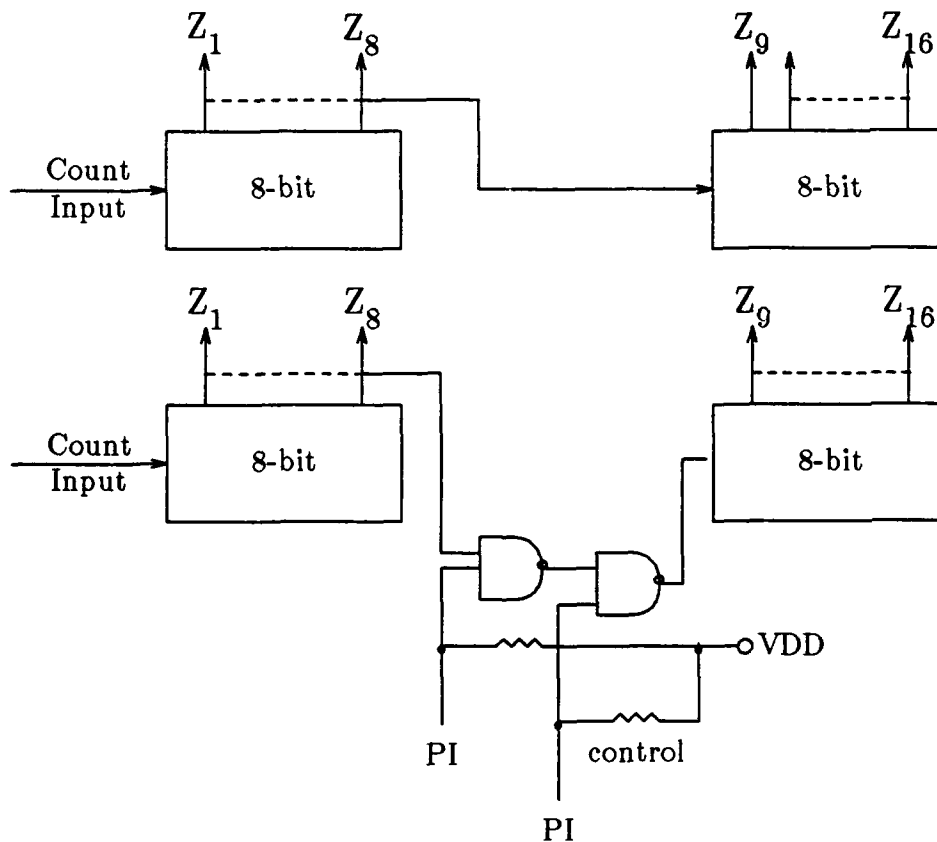 Z1 Z8 Z9 Z16
Count
Input
8-bit 8-bit
Z1 Z8 Z9 Z16
Count
Input
8-bit 8-bit
VDD
PI control
PI